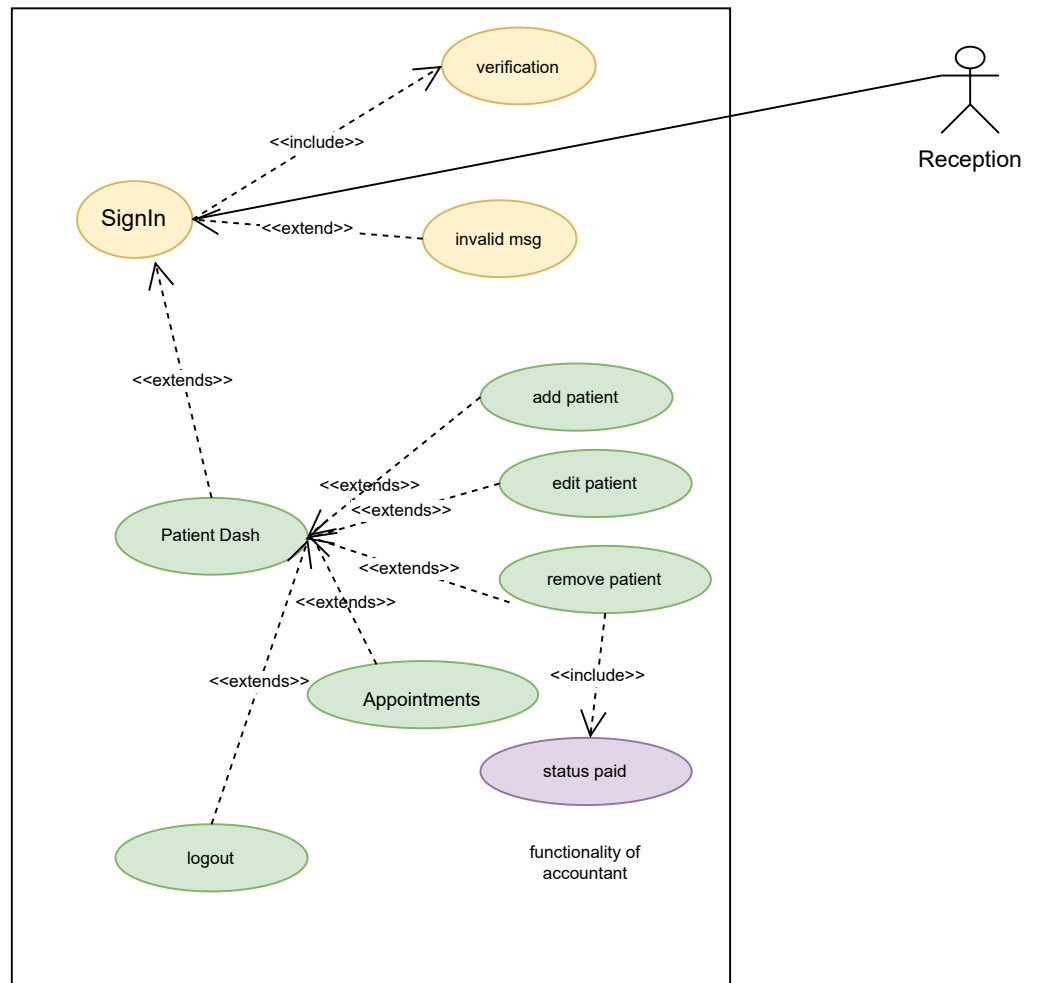 verification
Reception
<<include>>
SignIn
<<extend>>
invalid msg
<<extends>>
add patient
<<extends>>
edit patient
<<extends>>
Patient Dash
<<extends>>
remove patient
<<extends>>
<<extends>>
<<include>>
Appointments
status paid
logout
functionality of
accountant